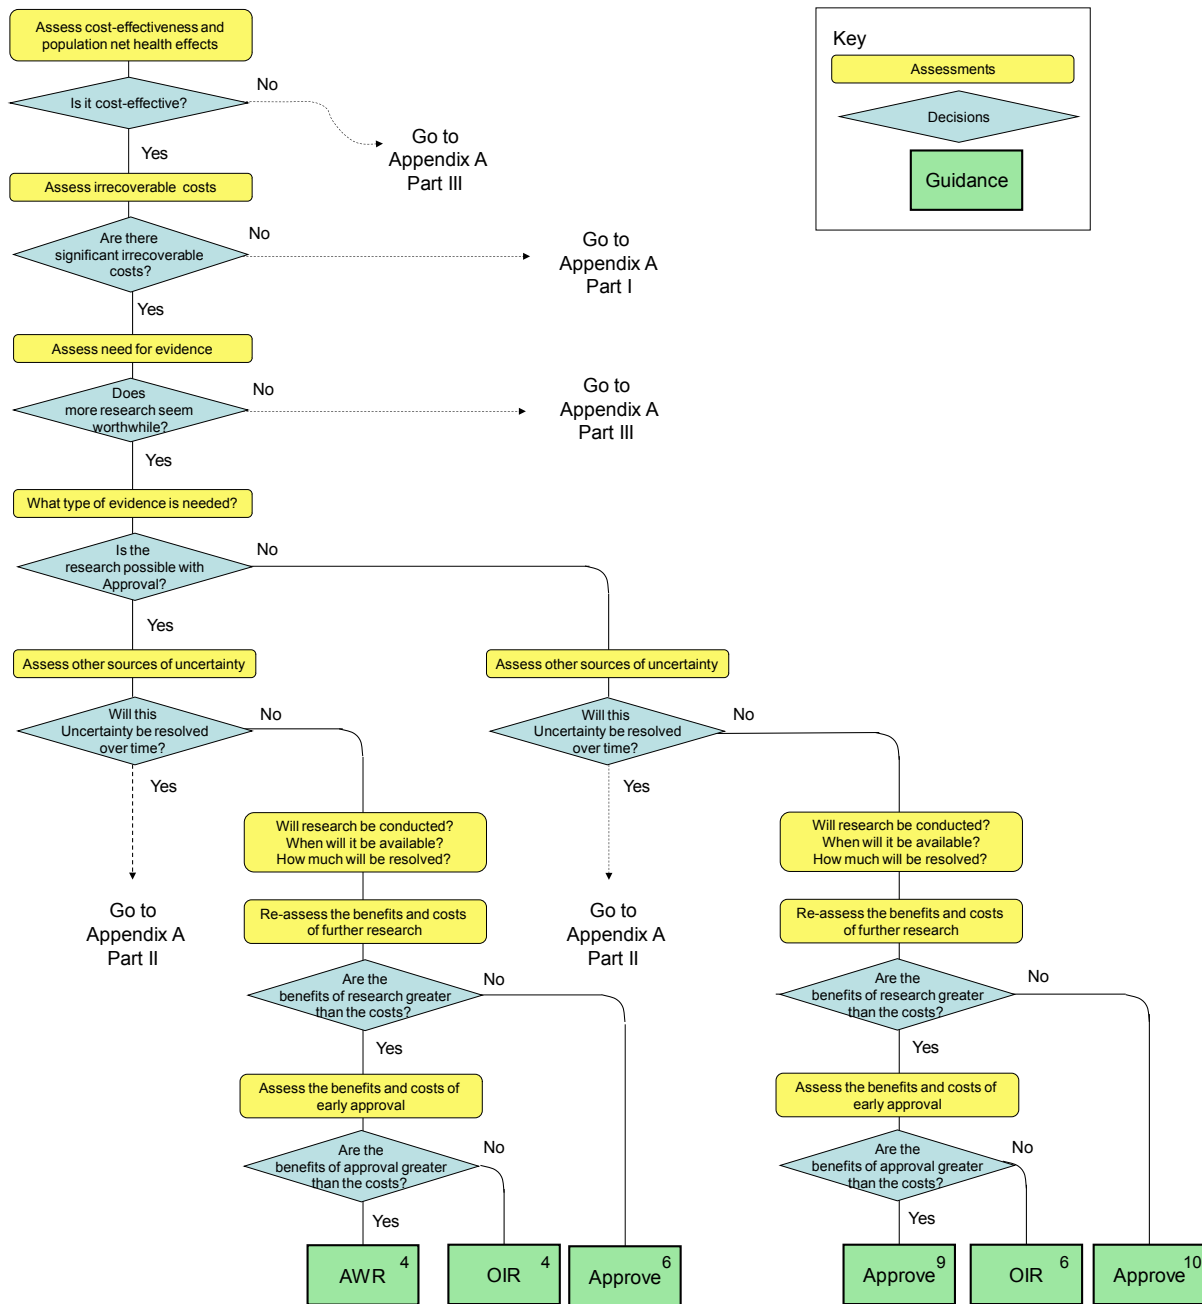 Assess cost-effectiveness and
population net health effects
Key
Assessments
Decisions
Guidance
No
Is it cost-effective?
Go to
Appendix A
Part III
Yes
Assess irrecoverable costs
Are there
significant irrecoverable
costs?
No
Go to
Appendix A
Part I
Yes
Assess need for evidence
Does
more research seem
worthwhile?
No
Go to
Appendix A
Part III
Yes
What type of evidence is needed?
Is the
research possible with
Approval?
No
Yes
Assess other sources of uncertainty
Assess other sources of uncertainty
Will this
Uncertainty be resolved
over time?
No
Will this
Uncertainty be resolved
over time?
No
Yes
Yes
Will research be conducted?
When will it be available?
How much will be resolved?
Will research be conducted?
When will it be available?
How much will be resolved?
Go to
Appendix A
Part II
Re-assess the benefits and costs
of further research
Go to
Appendix A
Part II
Re-assess the benefits and costs
of further research
Are the
benefits of research greater
than the costs?
No
Are the
benefits of research greater
than the costs?
No
Yes
Yes
Assess the benefits and costs of
early approval
Assess the benefits and costs of
early approval
Are the
benefits of approval greater
than the costs?
No
Are the
benefits of approval greater
than the costs?
No
Yes
Yes
AWR 4
OIR 4
Approve 6
Approve 9
OIR 6
Approve 10